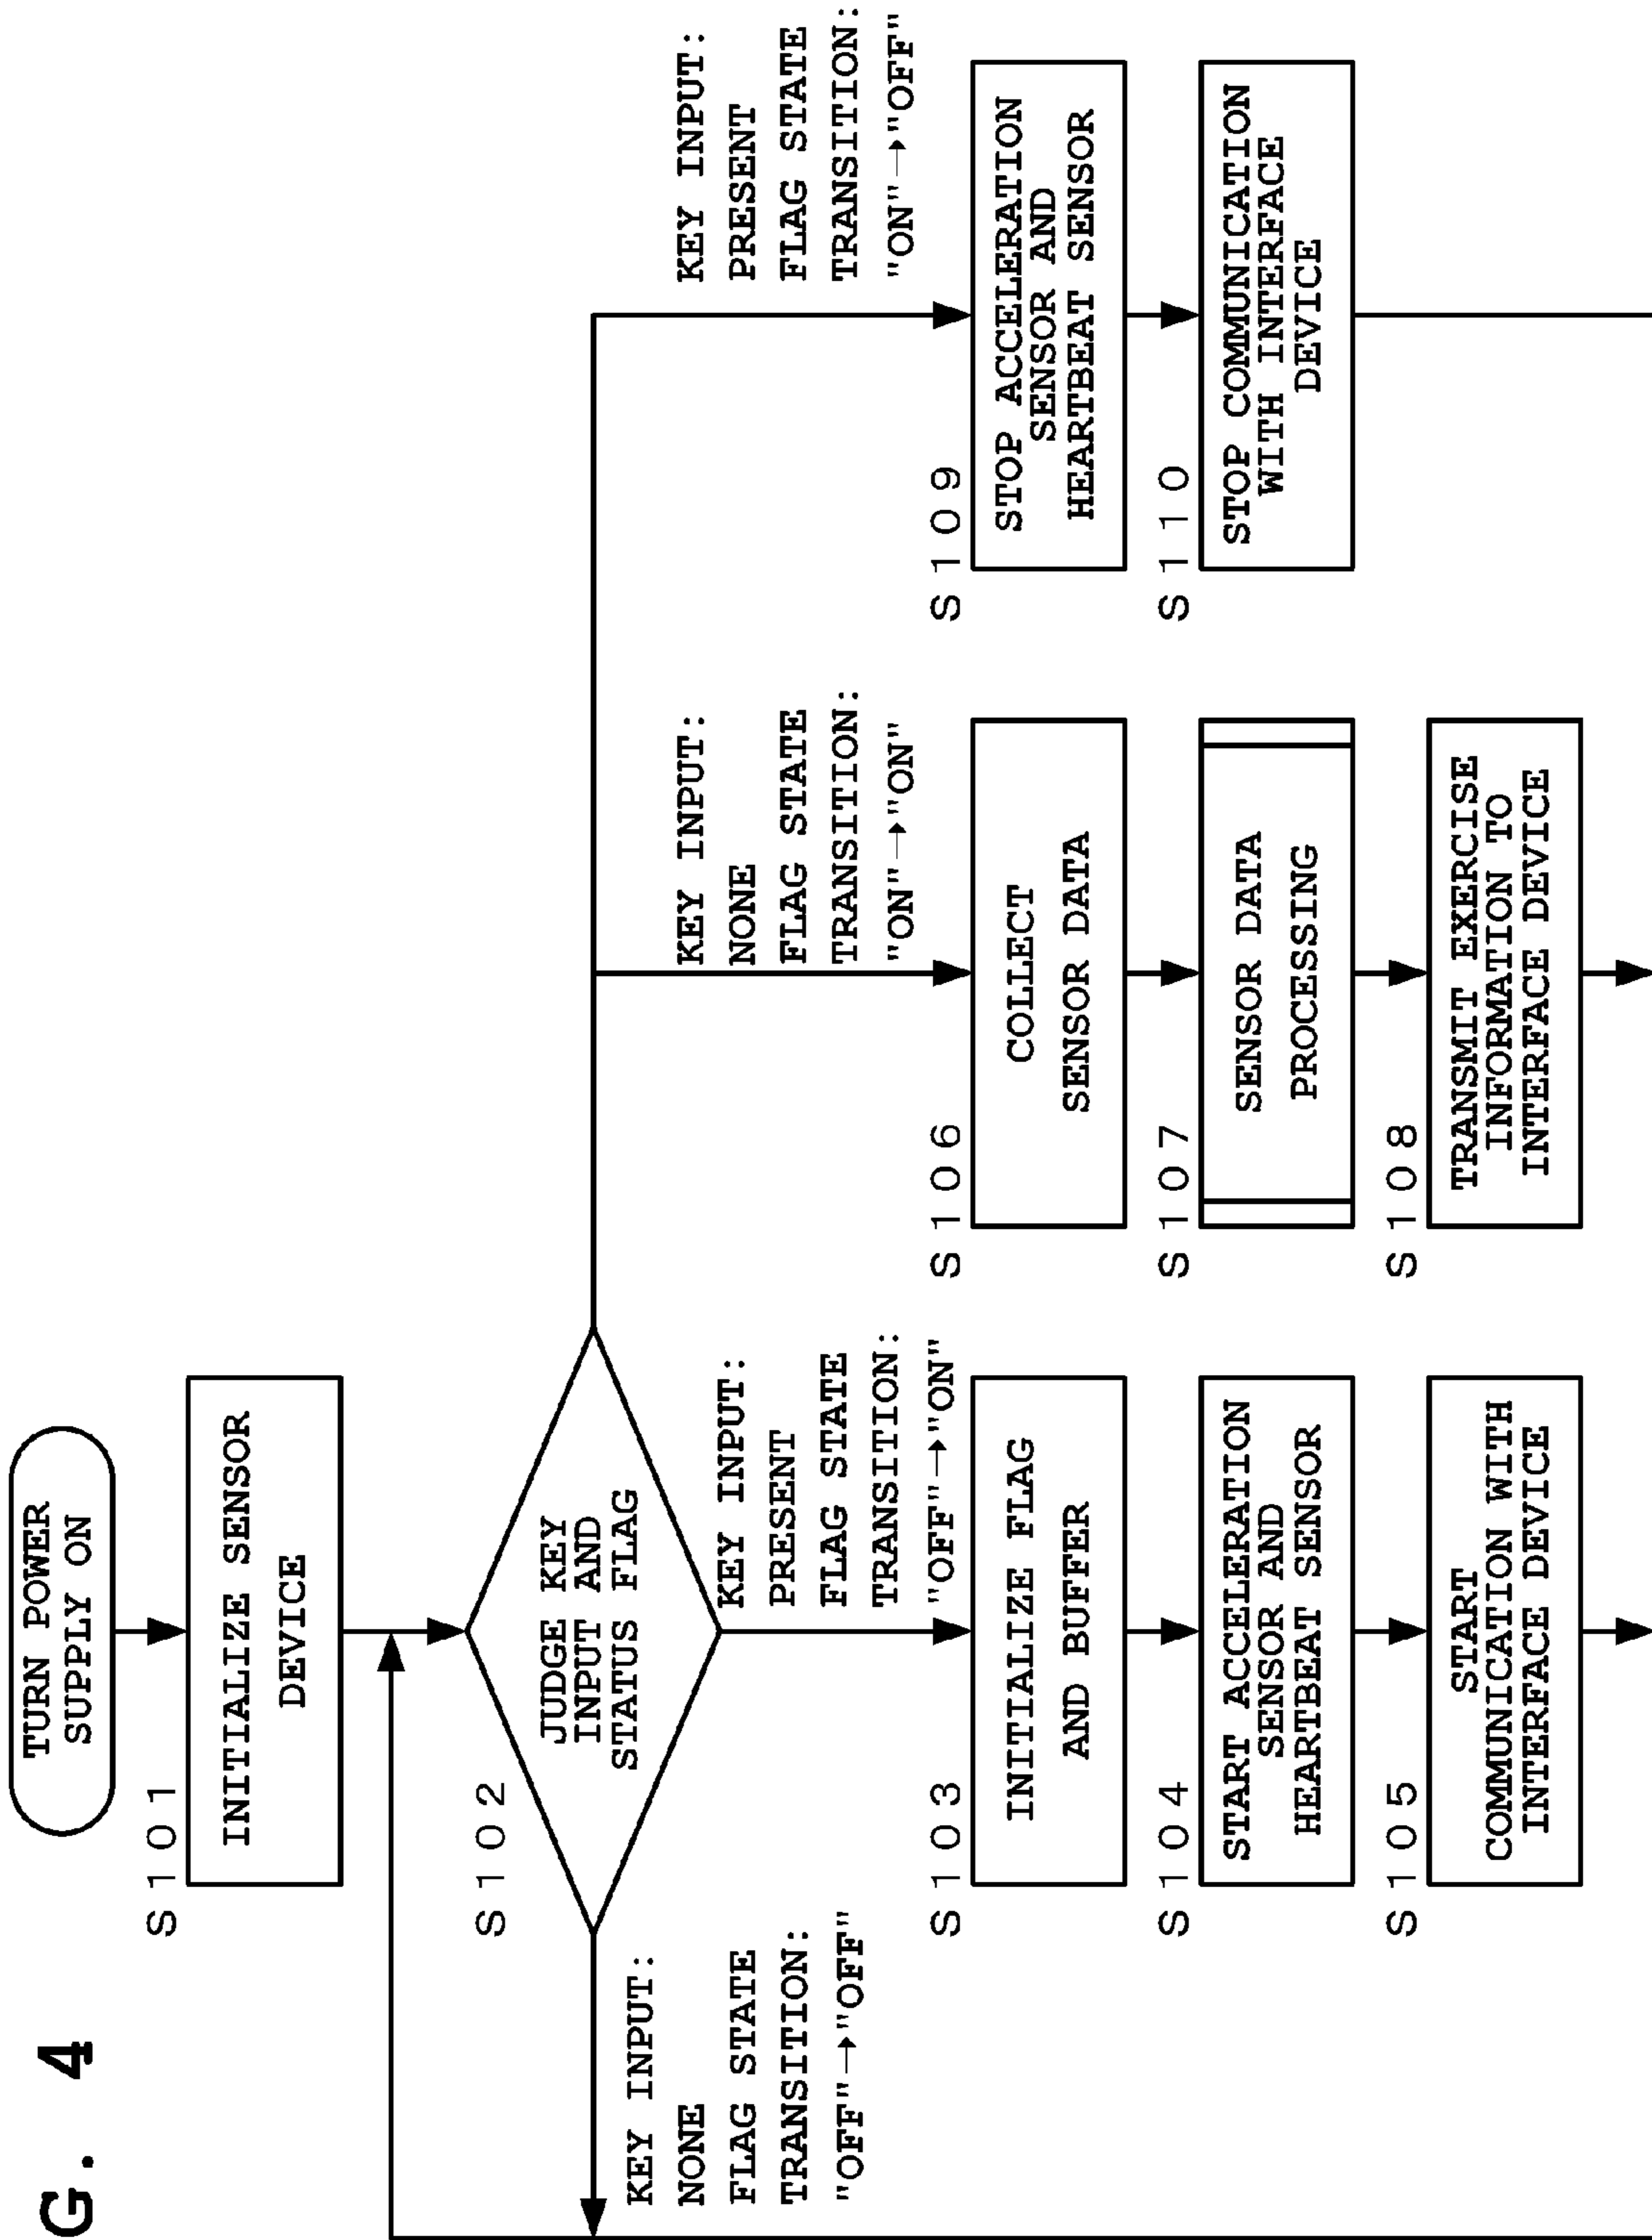 G. 4
TURN POWER
SUPPLY ON
S101
INITIALIZE SENSOR
DEVICE
S102
JUDGE KEY
INPUT AND
STATUS FLAG
KEY INPUT:
NONE
FLAG STATE
TRANSITION:
"OFF"→"OFF"
KEY INPUT:
PRESENT
FLAG STATE
TRANSITION:
"OFF"→"ON"
S103
INITIALIZE FLAG
AND BUFFER
S104
START ACCELERATION
SENSOR AND
HEARTBEAT SENSOR
S105
START
COMMUNICATION WITH
INTERFACE DEVICE
KEY INPUT:
NONE
FLAG STATE
TRANSITION:
"ON"→"ON"
S106
COLLECT
SENSOR DATA
S107
SENSOR DATA
PROCESSING
S108
TRANSMIT EXERCISE
INFORMATION TO
INTERFACE DEVICE
KEY INPUT:
PRESENT
FLAG STATE
TRANSITION:
"ON"→"OFF"
S109
STOP ACCELERATION
SENSOR AND
HEARTBEAT SENSOR
S110
STOP COMMUNICATION
WITH INTERFACE
DEVICE